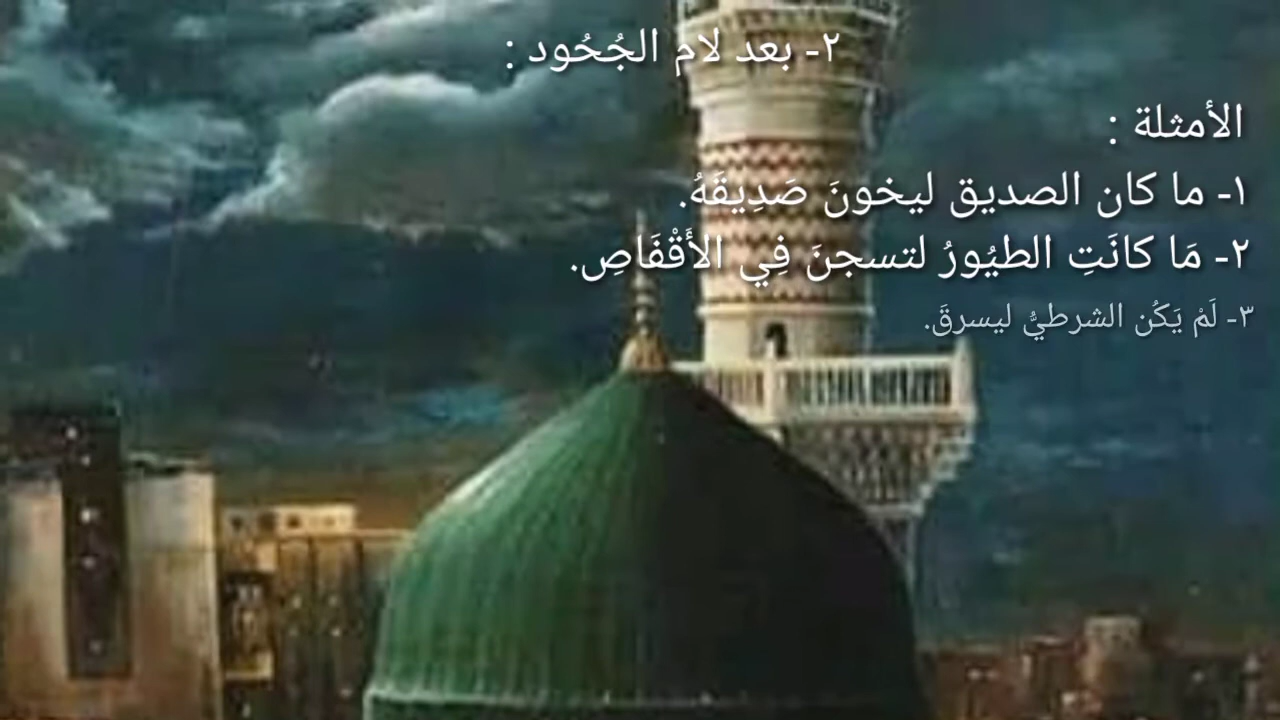 ٢- بعد لام الجُحُود :
الأمثلة :
١- ما كان الصديق ليخونَ صَدِيقَهُ.
٢- مَا كانَتِ الطيُورُ لتسجنَ فِي الأَقْفَاصِ.
٣- لَمْ يَكُن الشرطيُّ ليسرقَ.